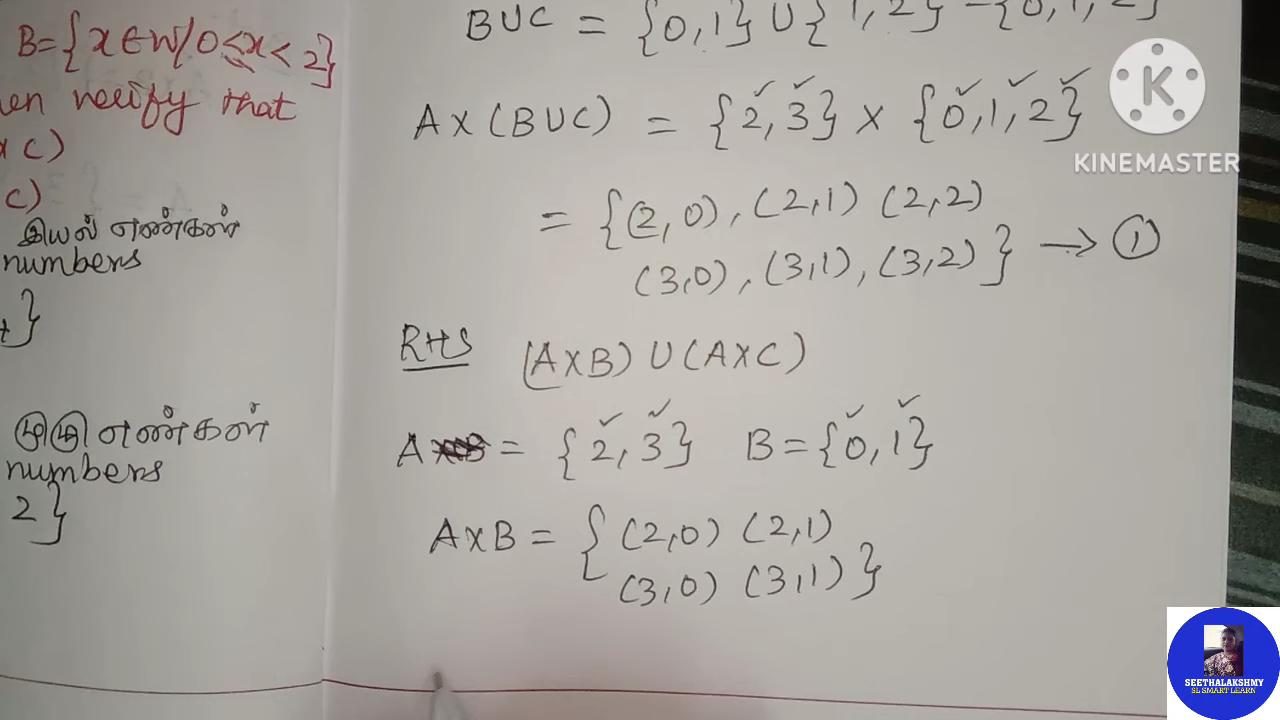 B={x∈W/0≤x<2}
en verify that
x C)
C)
இயல் எண்கள்
numbers
}
முழு எண்கள்
numbers
2}
B∪C = {0,1} ∪ {1,2} = {0,1,2}
A×(B∪C) = {2,3} × {0,1,2}
= {(2,0), (2,1) (2,2)
(3,0), (3,1), (3,2)} → ①
RHS (A×B) ∪ (A×C)
A = {2,3} B={0,1}
A×B = { (2,0) (2,1)
(3,0) (3,1) }
KINEMASTER
SEETHALAKSHMY
SL SMART LEARN